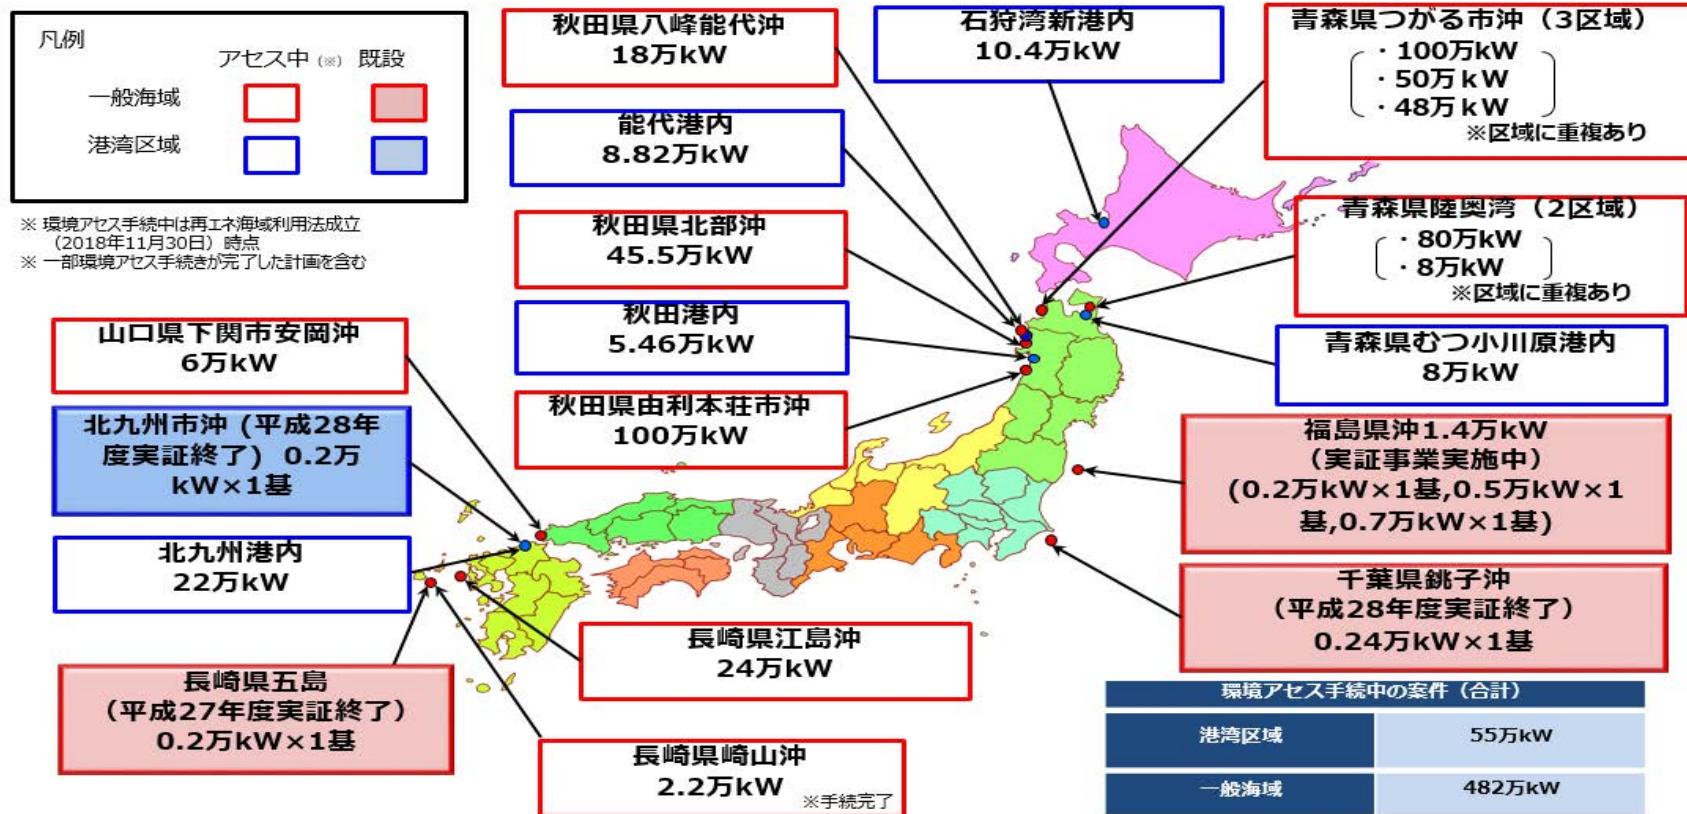 凡例
アセス中 (※) 既設
一般海域
港湾区域
※ 環境アセス手続中は再エネ海域利用法成立
(2018年11月30日) 時点
※ 一部環境アセス手続きが完了した計画を含む
秋田県八峰能代沖
18万kW
能代港内
8.82万kW
秋田県北部沖
45.5万kW
秋田港内
5.46万kW
秋田県由利本荘市沖
100万kW
石狩湾新港内
10.4万kW
青森県つがる市沖（3区域）
・100万kW
・50万ｋW
・48万ｋW
※区域に重複あり
青森県陸奥湾（2区域）
・80万kW
・8万kW
※区域に重複あり
青森県むつ小川原港内
8万kW
山口県下関市安岡沖
6万kW
北九州市沖 (平成28年
度実証終了) 0.2万
kW×1基
北九州港内
22万kW
長崎県五島
（平成27年度実証終了）
0.2万kW×1基
長崎県江島沖
24万kW
長崎県崎山沖
2.2万kW ※手続完了
福島県沖1.4万kW
（実証事業実施中）
(0.2万kW×1基,0.5万kW×1
基,0.7万kW×1基)
千葉県銚子沖
（平成28年度実証終了）
0.24万kW×1基
環境アセス手続中の案件（合計）
港湾区域 55万kW
一般海域 482万kW